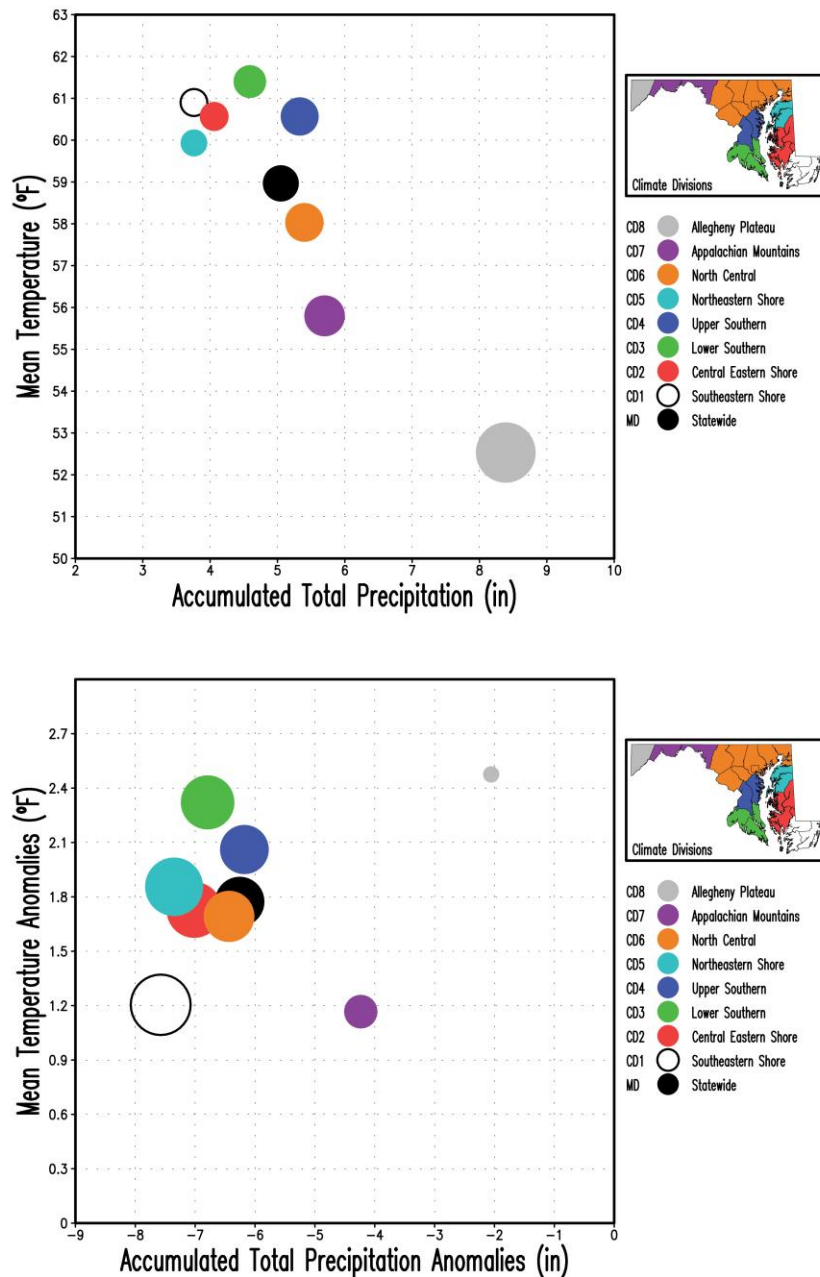 63
62
61
60
59
58
57
56
55
54
53
52
51
50
Mean Temperature (ºF)
2 3 4 5 6 7 8 9 10
Accumulated Total Precipitation (in)
Climate Divisions
CD8 Allegheny Plateau
CD7 Appalachian Mountains
CD6 North Central
CD5 Northeastern Shore
CD4 Upper Southern
CD3 Lower Southern
CD2 Central Eastern Shore
CD1 Southeastern Shore
MD Statewide
2.7
2.4
2.1
1.8
1.5
1.2
0.9
0.6
0.3
0
Mean Temperature Anomalies (ºF)
-9 -8 -7 -6 -5 -4 -3 -2 -1 0
Accumulated Total Precipitation Anomalies (in)
Climate Divisions
CD8 Allegheny Plateau
CD7 Appalachian Mountains
CD6 North Central
CD5 Northeastern Shore
CD4 Upper Southern
CD3 Lower Southern
CD2 Central Eastern Shore
CD1 Southeastern Shore
MD Statewide